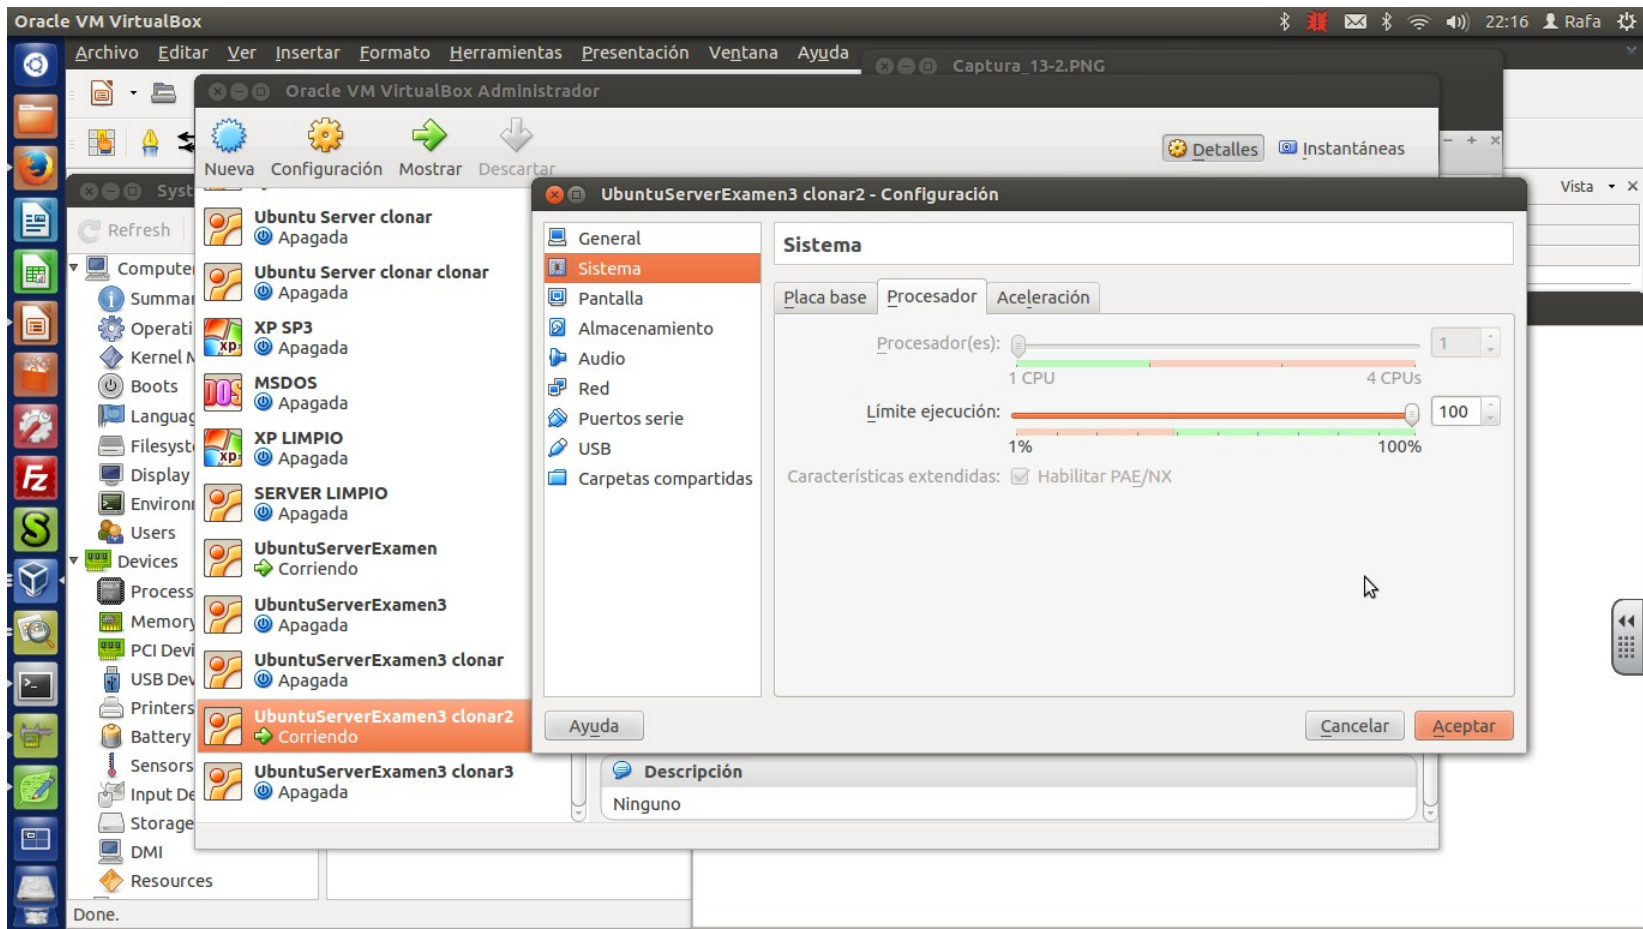 Oracle VM VirtualBox
22:16 Rafa
Archivo Editar Ver Insertar Formato Herramientas Presentación Ventana Ayuda
Captura_13-2.PNG
Oracle VM VirtualBox Administrador
Nueva Configuración Mostrar Descartar
Detalles Instantáneas
Vista
Syst
Refresh
Computer
Summar
Operati
Kernel M
Boots
Languag
Filesyste
Display
Environm
Users
Devices
Process
Memory
PCI Devi
USB Dev
Printers
Battery
Sensors
Input De
Storage
DMI
Resources
Done.
Ubuntu Server clonar
Apagada
Ubuntu Server clonar clonar
Apagada
XP SP3
Apagada
MSDOS
Apagada
XP LIMPIO
Apagada
SERVER LIMPIO
Apagada
UbuntuServerExamen
Corriendo
UbuntuServerExamen3
Apagada
UbuntuServerExamen3 clonar
Apagada
UbuntuServerExamen3 clonar2
Corriendo
UbuntuServerExamen3 clonar3
Apagada
UbuntuServerExamen3 clonar2 - Configuración
General
Sistema
Pantalla
Almacenamiento
Audio
Red
Puertos serie
USB
Carpetas compartidas
Sistema
Placa base Procesador Aceleración
Procesador(es): 1
1 CPU 4 CPUs
Límite ejecución: 100
1% 100%
Características extendidas: Habilitar PAE/NX
Ayuda Cancelar Aceptar
Descripción
Ninguno